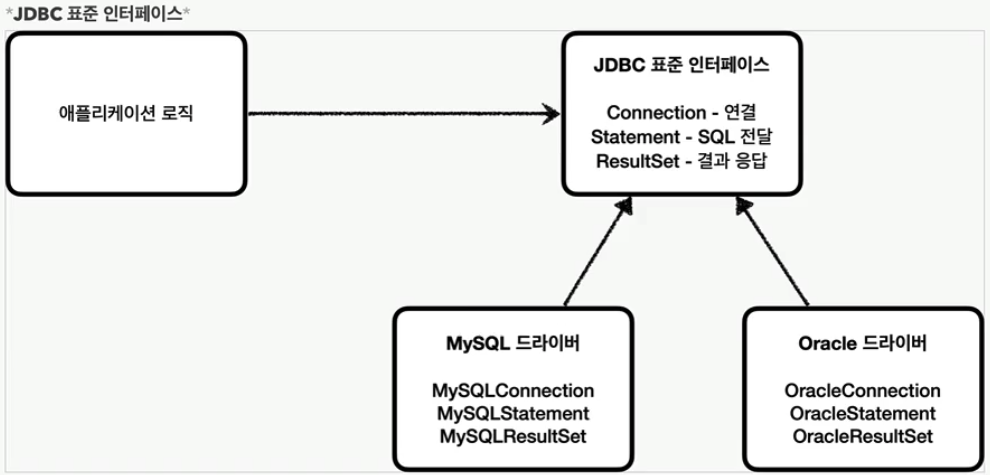 *JDBC 표준 인터페이스*
애플리케이션 로직
JDBC 표준 인터페이스
Connection - 연결
Statement - SQL 전달
ResultSet - 결과 응답
MySQL 드라이버
MySQLConnection
MySQLStatement
MySQLResultSet
Oracle 드라이버
OracleConnection
OracleStatement
OracleResultSet